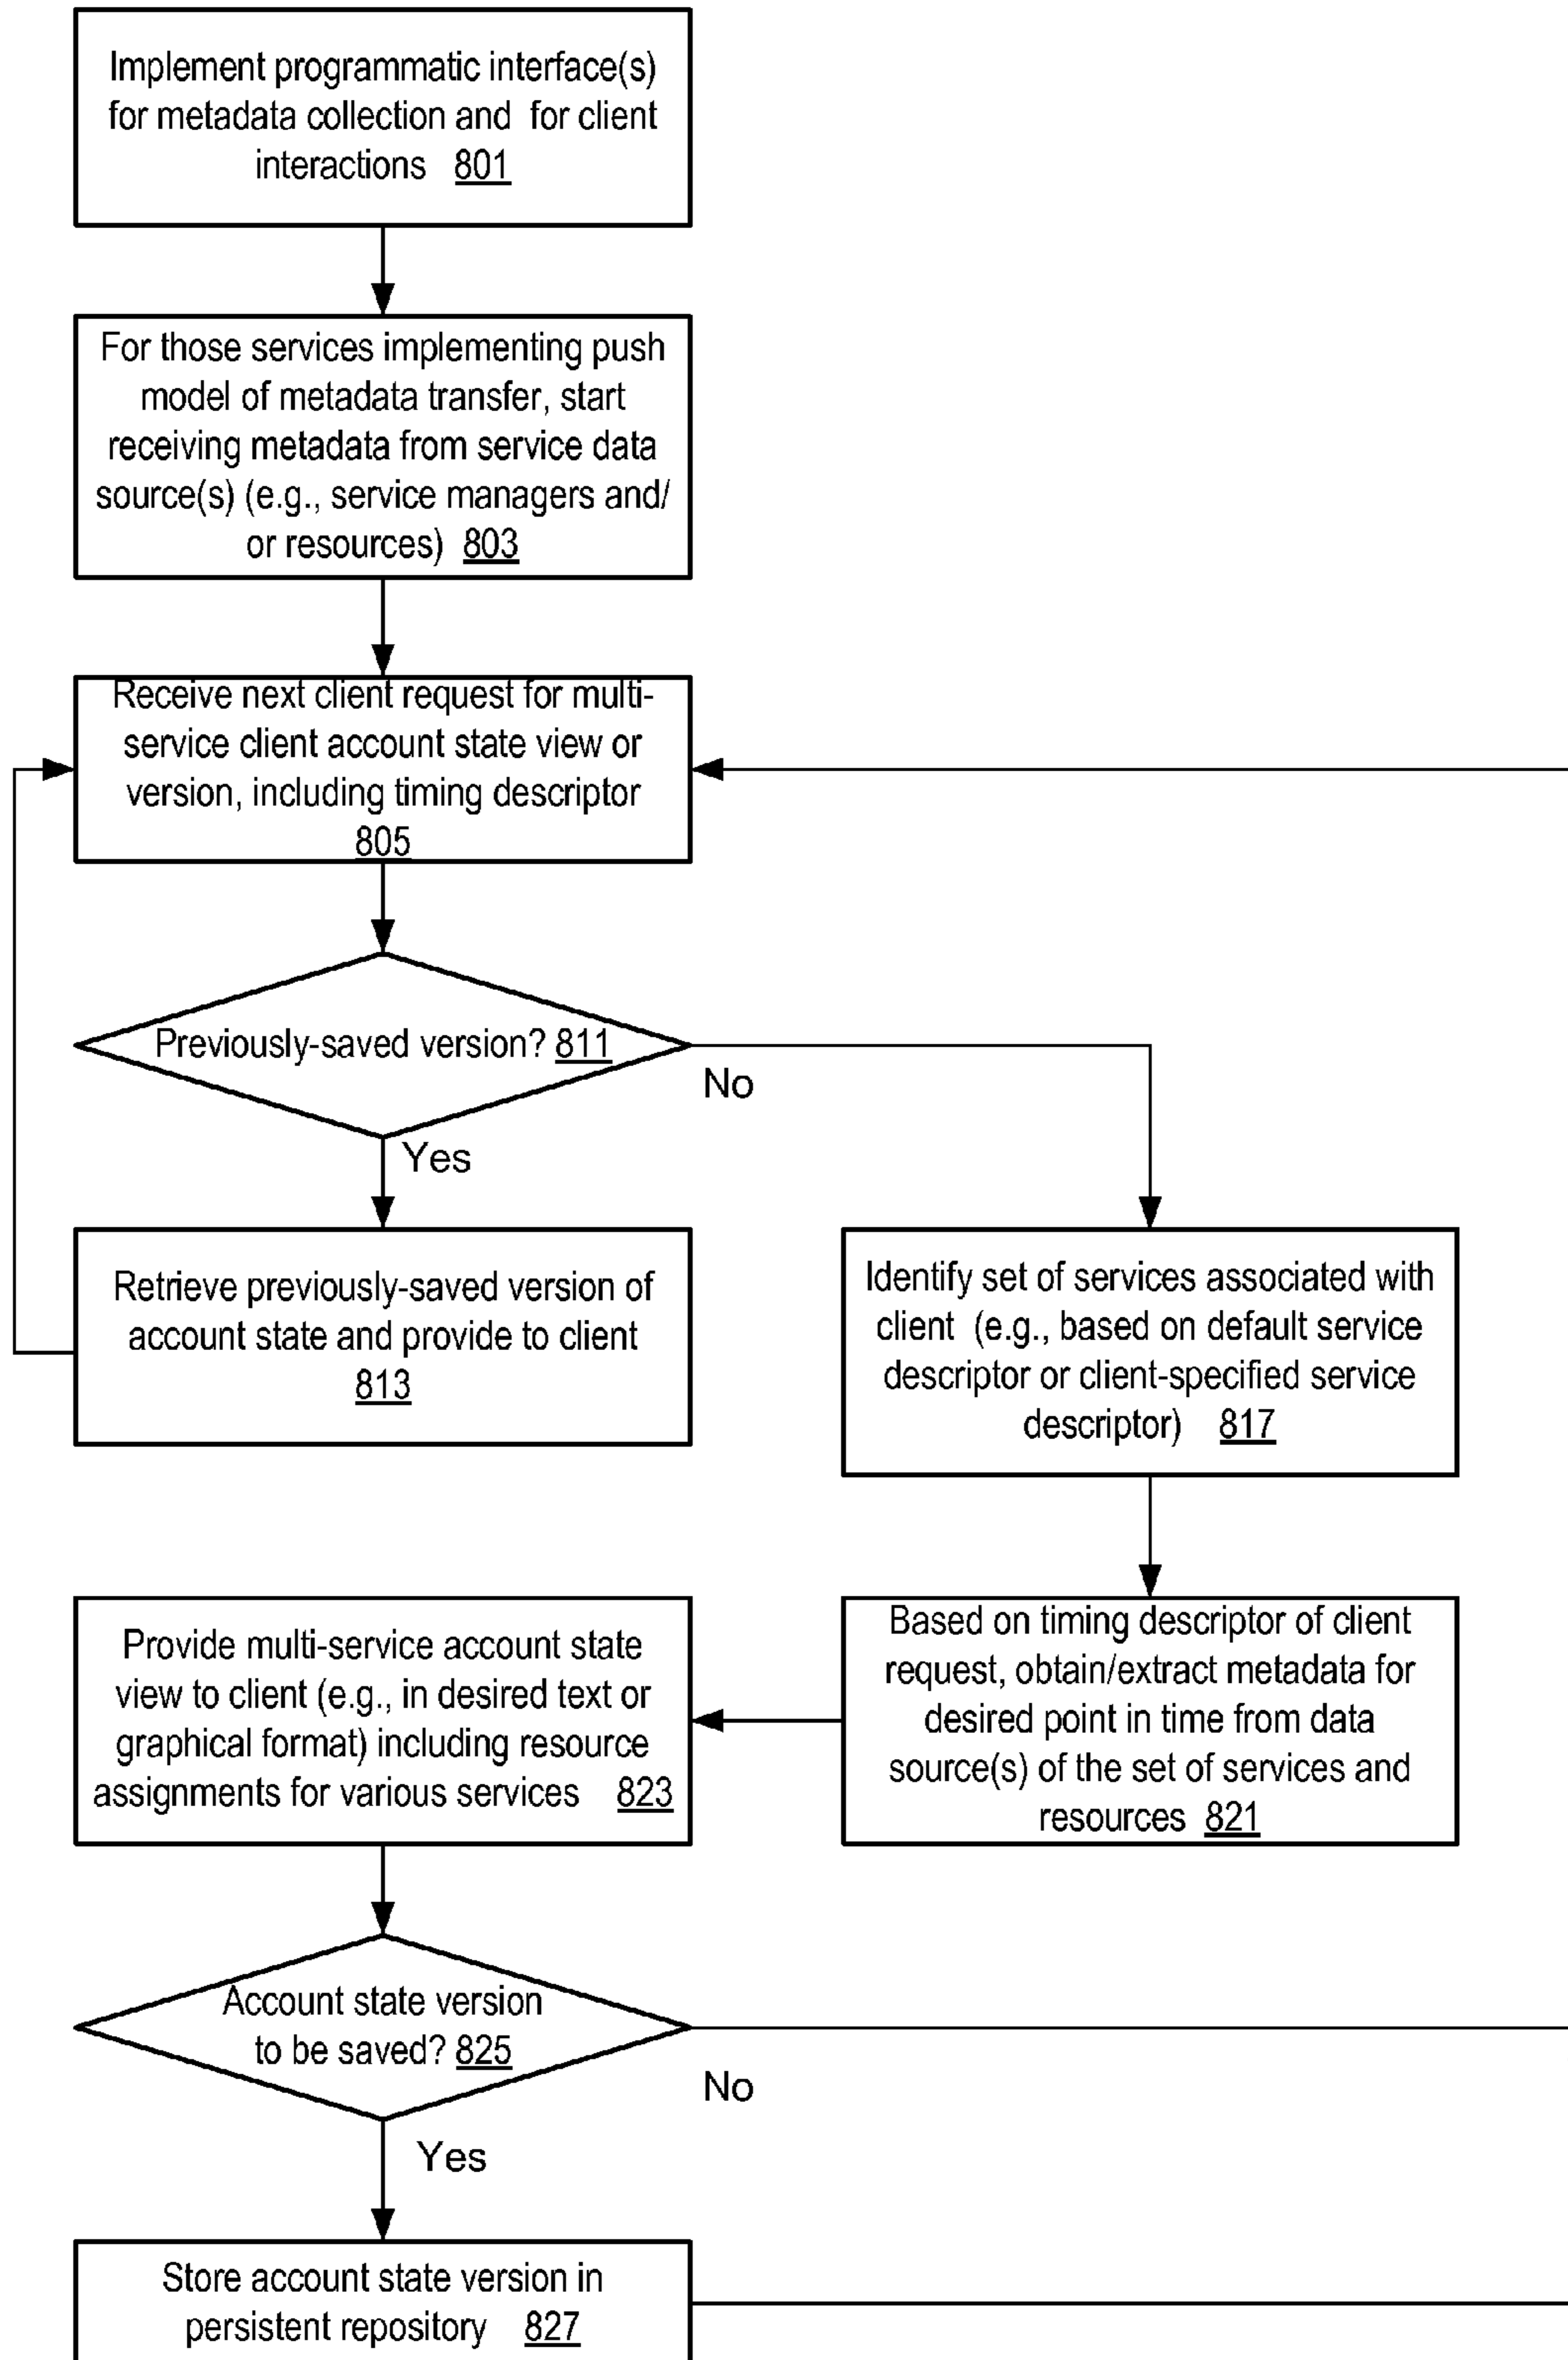 Implement programmatic interface(s)
for metadata collection and for client
interactions 801
For those services implementing push
model of metadata transfer, start
receiving metadata from service data
source(s) (e.g., service managers and/
or resources) 803
Receive next client request for multi-
service client account state view or
version, including timing descriptor
805
Previously-saved version? 811
No
Yes
Retrieve previously-saved version of
account state and provide to client
813
Identify set of services associated with
client (e.g., based on default service
descriptor or client-specified service
descriptor) 817
Based on timing descriptor of client
request, obtain/extract metadata for
desired point in time from data
source(s) of the set of services and
resources 821
Provide multi-service account state
view to client (e.g., in desired text or
graphical format) including resource
assignments for various services 823
Account state version
to be saved? 825
No
Yes
Store account state version in
persistent repository 827